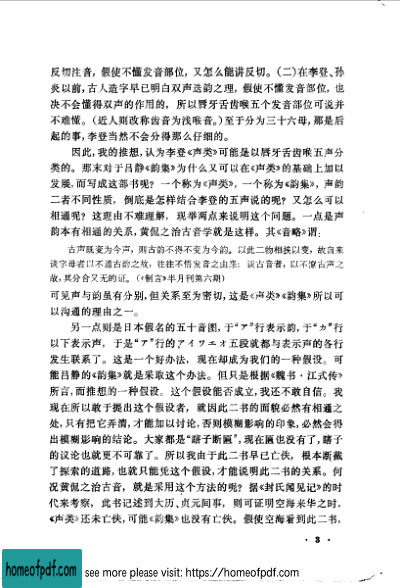 反切注音，假使不懂发音部位，又怎么能讲反切。(二)在李登、孙
炎以前，古人造字早已明白双声迭韵之理，假使不懂发音部位，也
决不会懂得双声的作用的，所以唇牙舌齿喉五个发音部位可说并
不难懂。(近人则改称齿音为浅喉音。)至于分为三十六母，那是后
起的事，李登当然不会分得那么仔细的。
因此，我的推想，认为李登《声类》可能是以唇牙舌齿喉五声分
类的。那末对于吕静《韵集》为什么又可以在《声类》的基础上加以
发展，而写成这部书呢？一个称为《声类》，一个称为《韵集》，声韵
二者不同性质，倒底是怎样结合李登的五声说的呢？又怎么可以
相通呢？这理由不难理解，现举两点来说明这个问题。一点是声
韵本有相通的关系，黄侃之治古音学就是这样。其《音略》谓：
古声既变为今声，则古韵不得不变为今韵。以此二物相挟以变，故自来
谈字母者以不通古韵之故，往往不悟发音之由来；谈古音者，以不憭古声之
故，其分合又无的证。(《制言》半月刊第六期)
可见声与韵虽有分别，但关系至为密切，这是《声类》《韵集》所以可
以沟通的理由之一。
另一点则是日本假名的五十音图，于“ア”行表示韵，于“カ”行
以下表示声，于是“ア”行的アイウエオ五段就都与表示声的各行
发生联系了。这是一个好办法，现在却成为我们的一种假设。可
能吕静的《韵集》就是采取这个办法。但只是根据《魏书·江式传》
所言，而推想的一种假设。这个假设能否成立，我还不敢自信。我
现在所以敢于提出这个假设者，就因此二书的面貌必然有相通之
处，只有把它弄清，才能加以讨论，否则模糊影响的印象，必然会得
出模糊影响的结论。大家都是“瞎子断匾”，现在匾也没有了，瞎子
的议论也就更不可靠了。所以我由于此二书早已亡佚，根本断截
了探索的道路，也就只能凭这个假设，才能说明此二书的关系。何
况黄侃之治古音，就是采用这个方法的呢？据《封氏闻见记》的时
代来考察，此书记述到大历、贞元间事，则可证明空海来华之时，
《声类》还未亡佚，可能《韵集》也没有亡佚。假使空海看到此二书，
· 3 ·
homeofpdf.com
see more please visit: https://homeofpdf.com